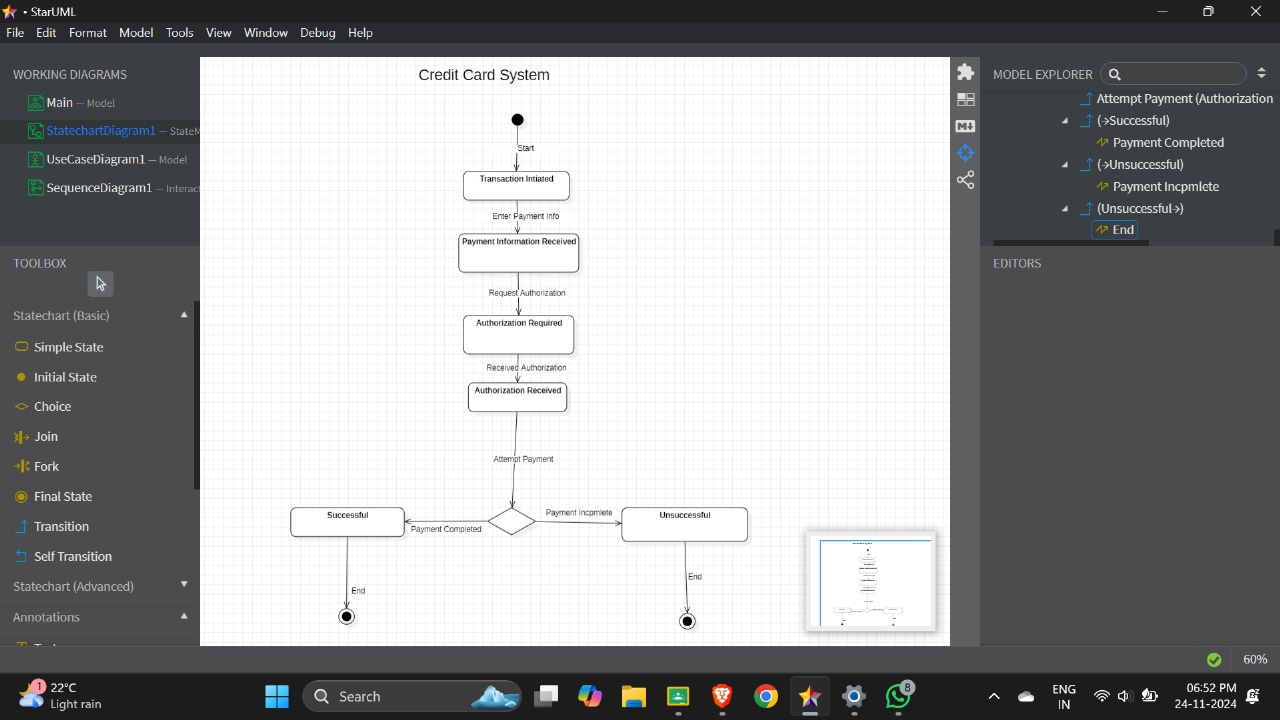 • StarUML
File Edit Format Model Tools View Window Debug Help
WORKING DIAGRAMS
Main — Model
StatechartDiagram1 — StateM
UseCaseDiagram1 — Model
SequenceDiagram1 — Interac
TOOLBOX
Statechart (Basic)
Simple State
Initial State
Choice
Join
Fork
Final State
Transition
Self Transition
Statechart (Advanced)
Annotations
Credit Card System
Start
Transaction Intiated
Enter Payment Info
Payment Information Received
Request Authorization
Authorization Required
Received Authorization
Authorization Received
Attempt Payment
Successful
Payment Completed
Payment Incpmlete
Unsuccessful
End
End
M↓
MODEL EXPLORER
Attempt Payment (Authorization
(→Successful)
Payment Completed
(→Unsuccessful)
Payment Incpmlete
(Unsuccessful→)
End
EDITORS
60%
1
22°C
Light rain
Search
8
ENG
IN
06:52 PM
24-11-2024